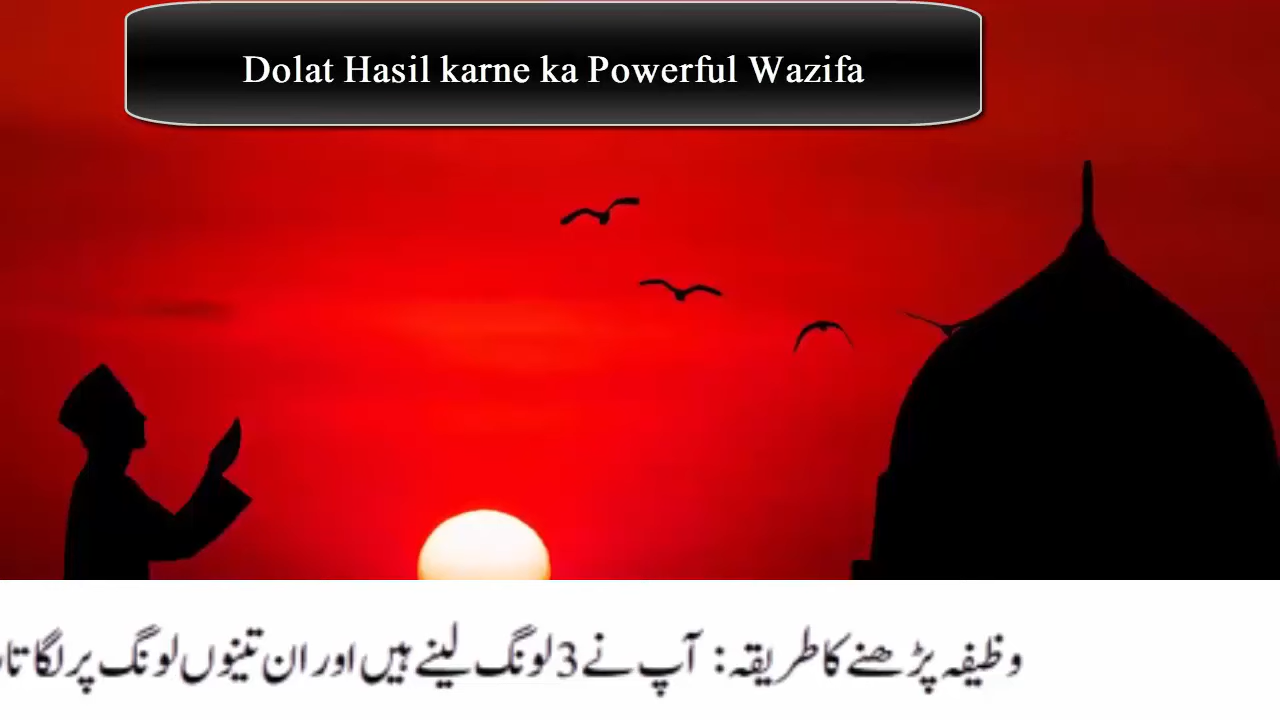 Dolat Hasil karne ka Powerful Wazifa
وظیفہ پڑھنے کا طریقہ: آپ نے 3 لونگ لینے ہیں اور ان تینوں لونگ پر لگاتا